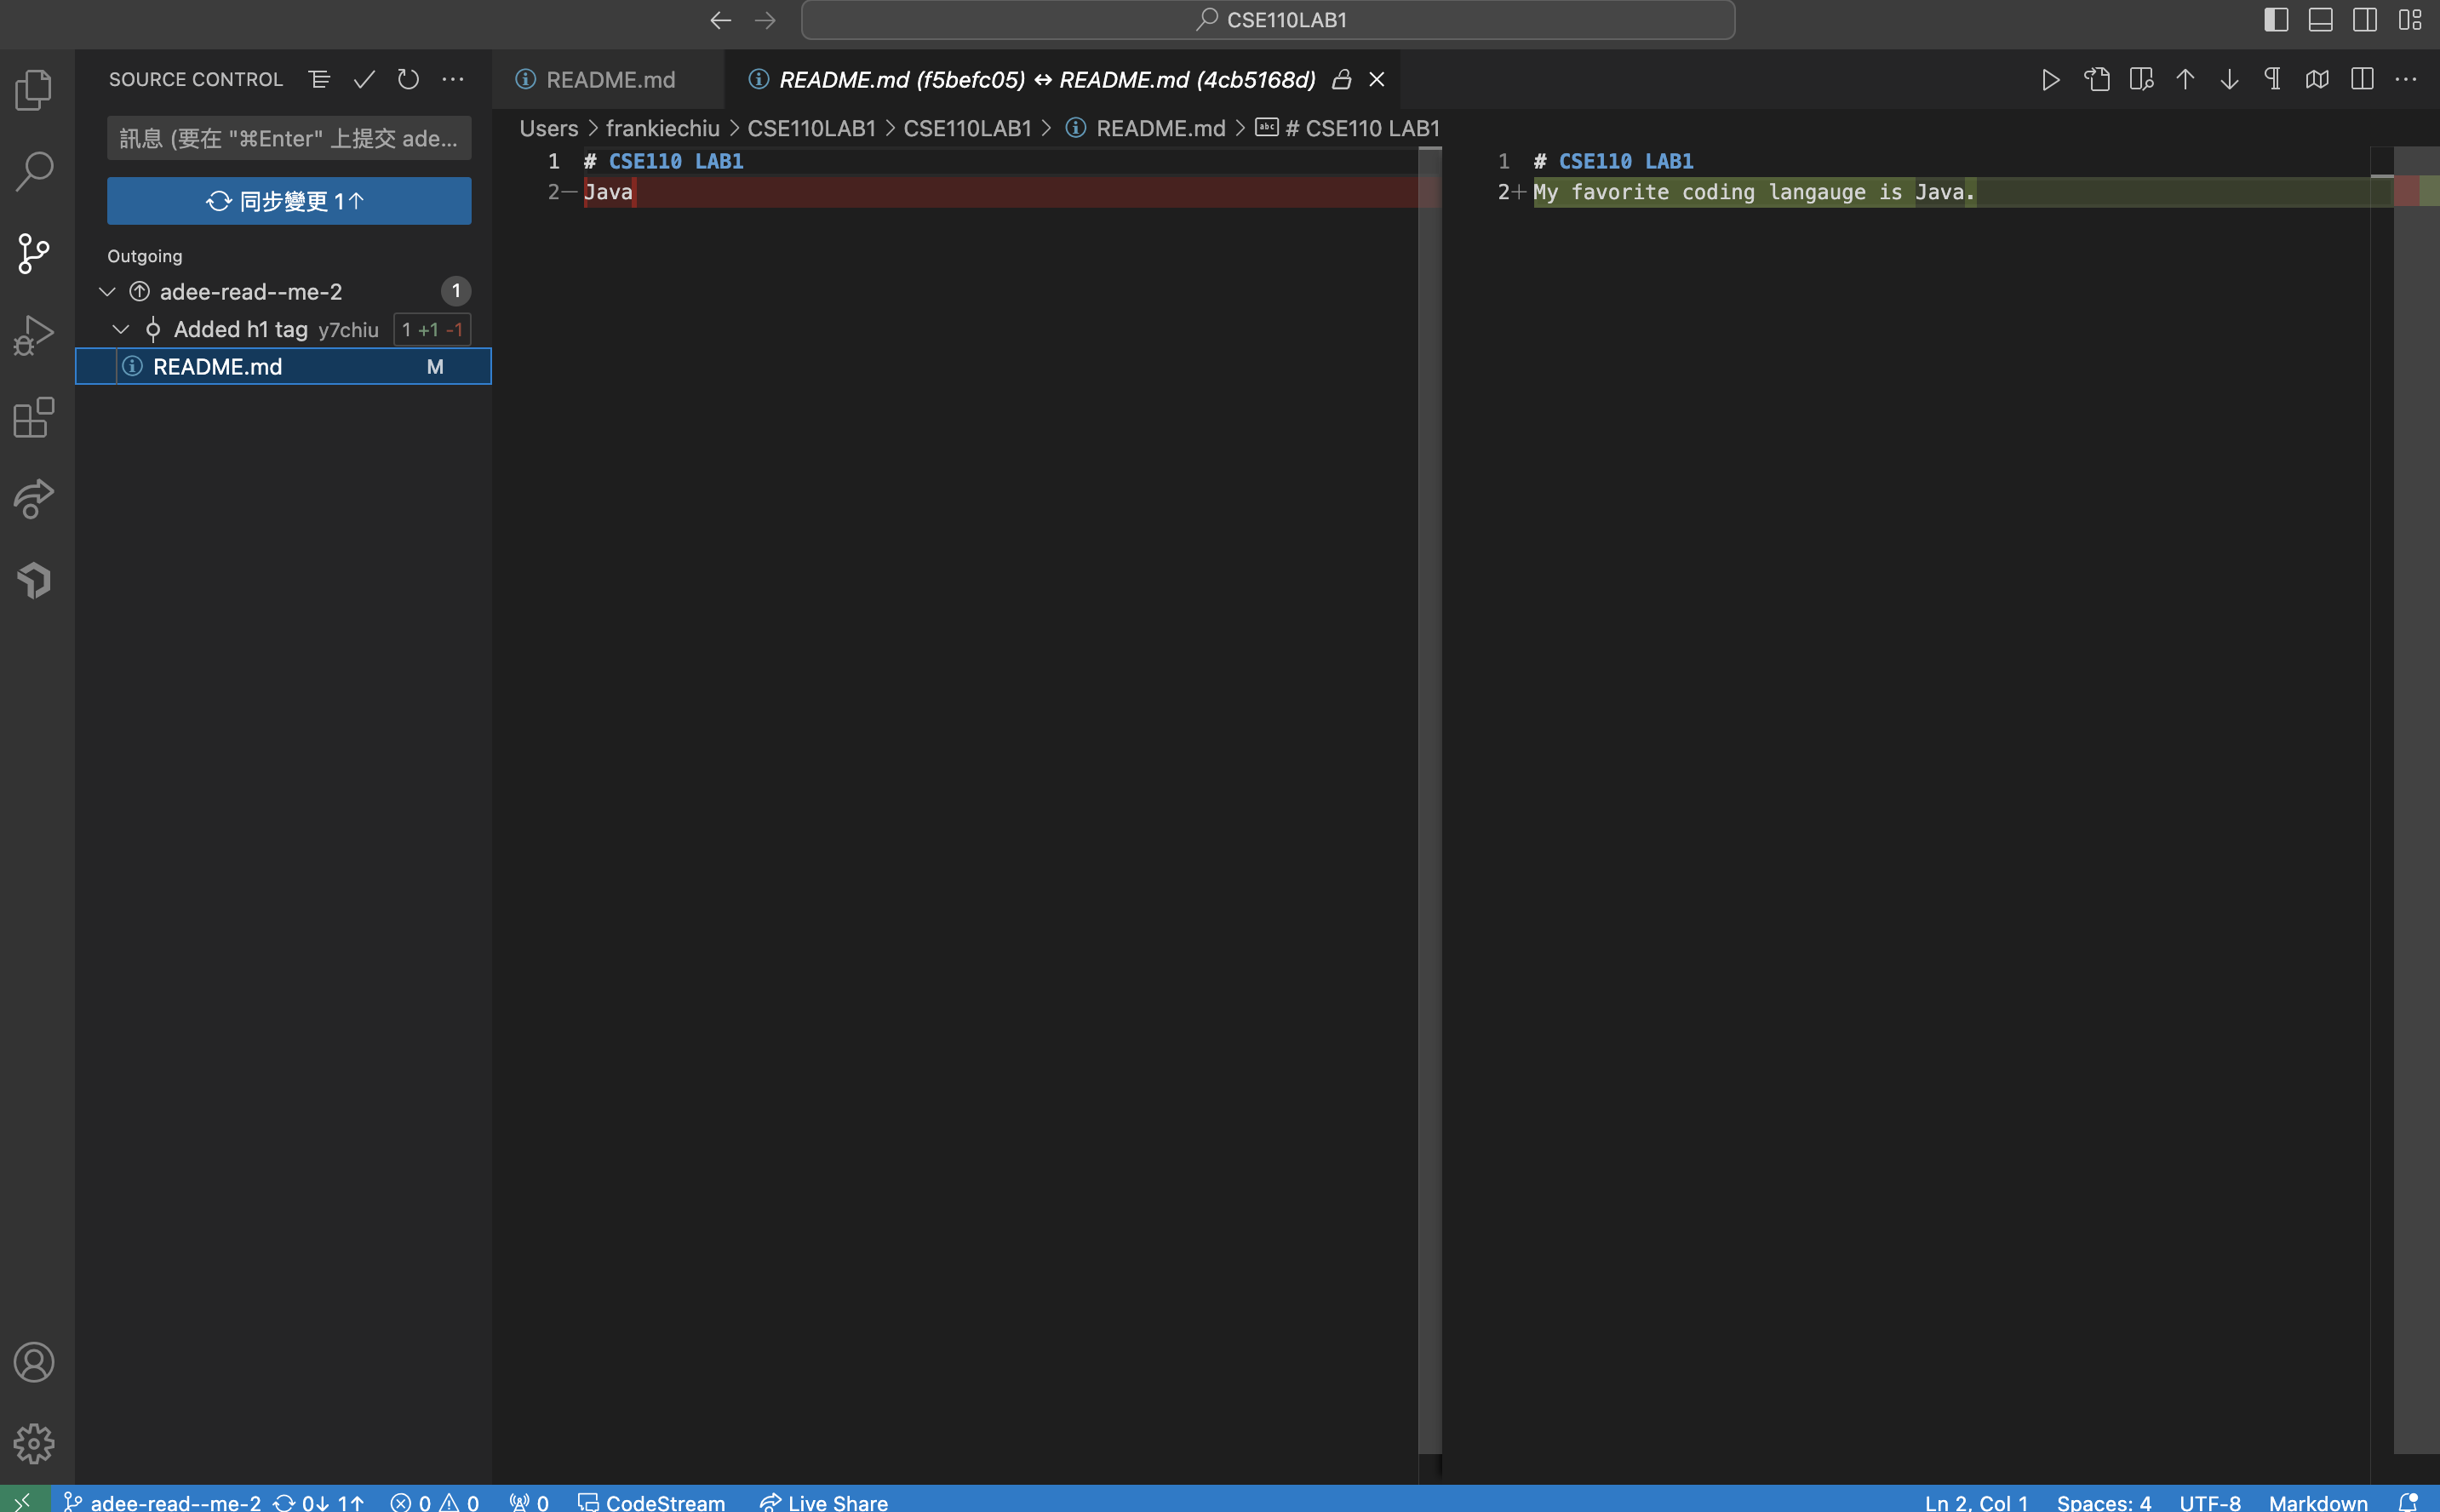 CSE110LAB1
SOURCE CONTROL
訊息 (要在 "⌘Enter" 上提交 ade...
同步變更 1↑
Outgoing
adee-read--me-2 1
Added h1 tag y7chiu 1 +1 -1
README.md M
README.md
README.md (f5befc05) ↔ README.md (4cb5168d)
Users > frankiechiu > CSE110LAB1 > CSE110LAB1 > README.md > # CSE110 LAB1
1 # CSE110 LAB1
2— Java
1 # CSE110 LAB1
2+ My favorite coding langauge is Java.
adee-read--me-2 0↓ 1↑ 0 0 0 CodeStream Live Share
Ln 2, Col 1 Spaces: 4 UTF-8 Markdown